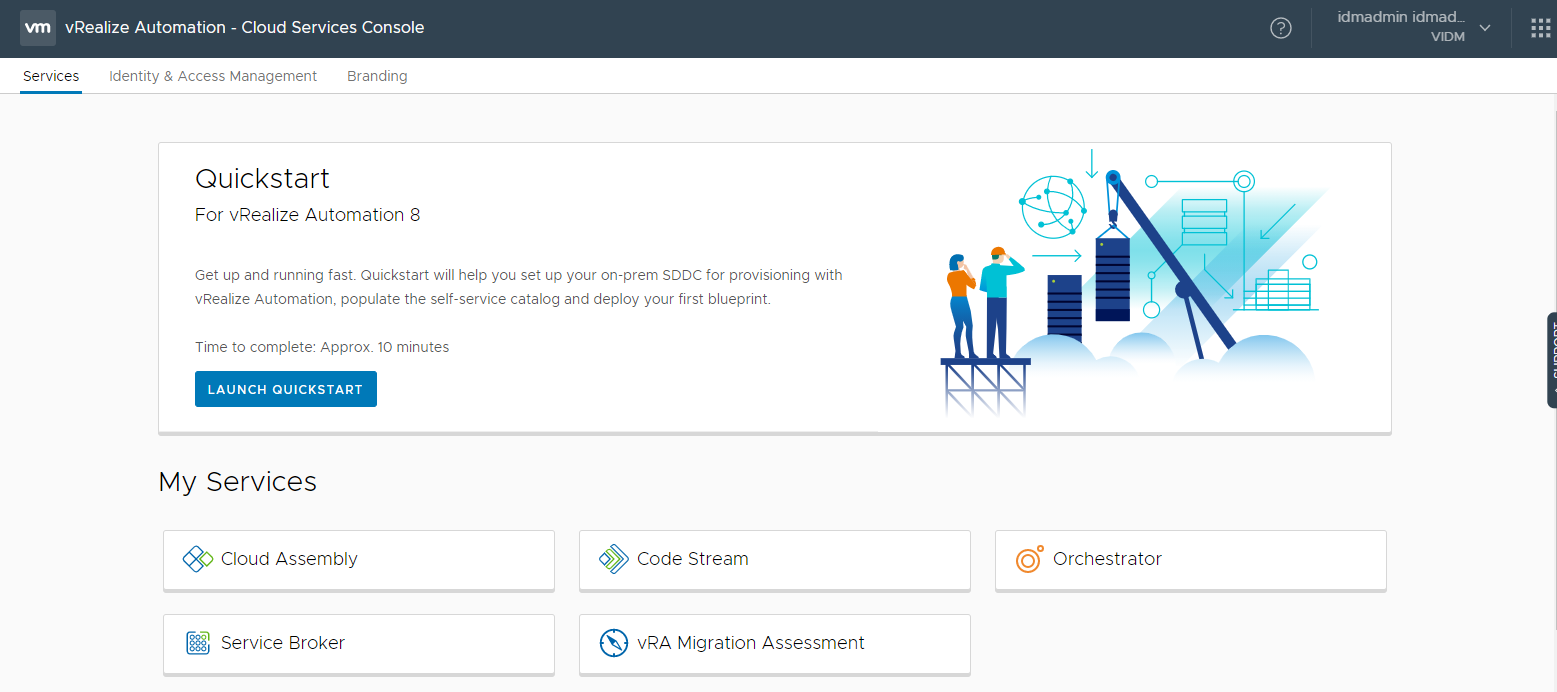 vm vRealize Automation - Cloud Services Console
idmadmin idmad...
VIDM
Services Identity & Access Management Branding
Quickstart
For vRealize Automation 8
Get up and running fast. Quickstart will help you set up your on-prem SDDC for provisioning with
vRealize Automation, populate the self-service catalog and deploy your first blueprint.
Time to complete: Approx. 10 minutes
LAUNCH QUICKSTART
SUPPORT
My Services
Cloud Assembly
Code Stream
Orchestrator
Service Broker
vRA Migration Assessment